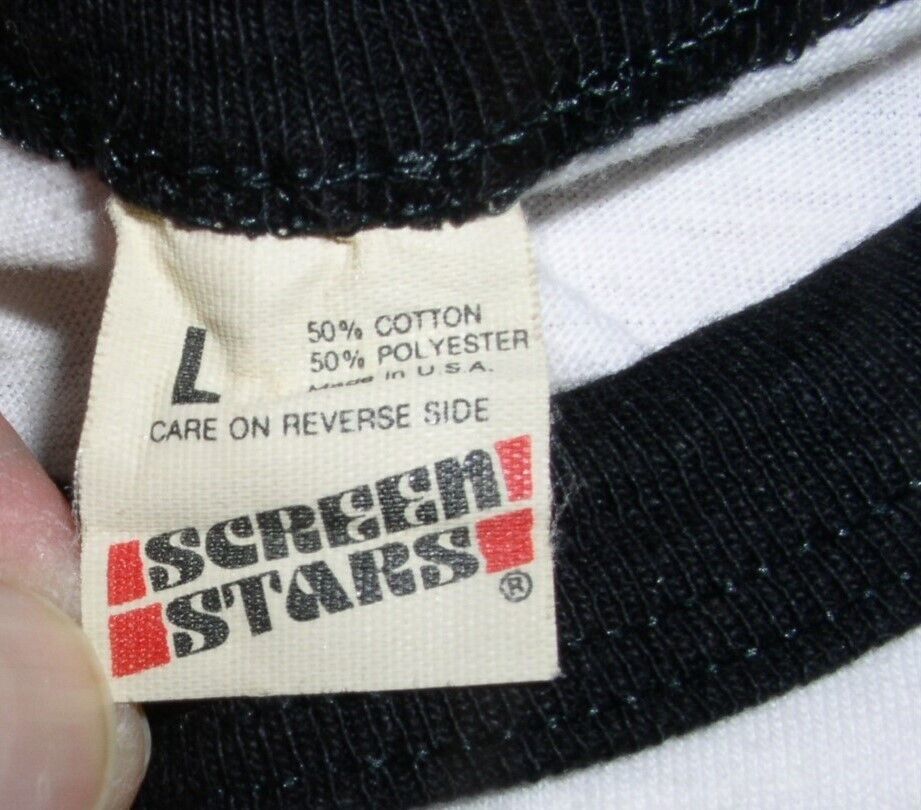 L
50% COTTON
50% POLYESTER
Made in U.S.A.
CARE ON REVERSE SIDE
SCREEN
STARS
®